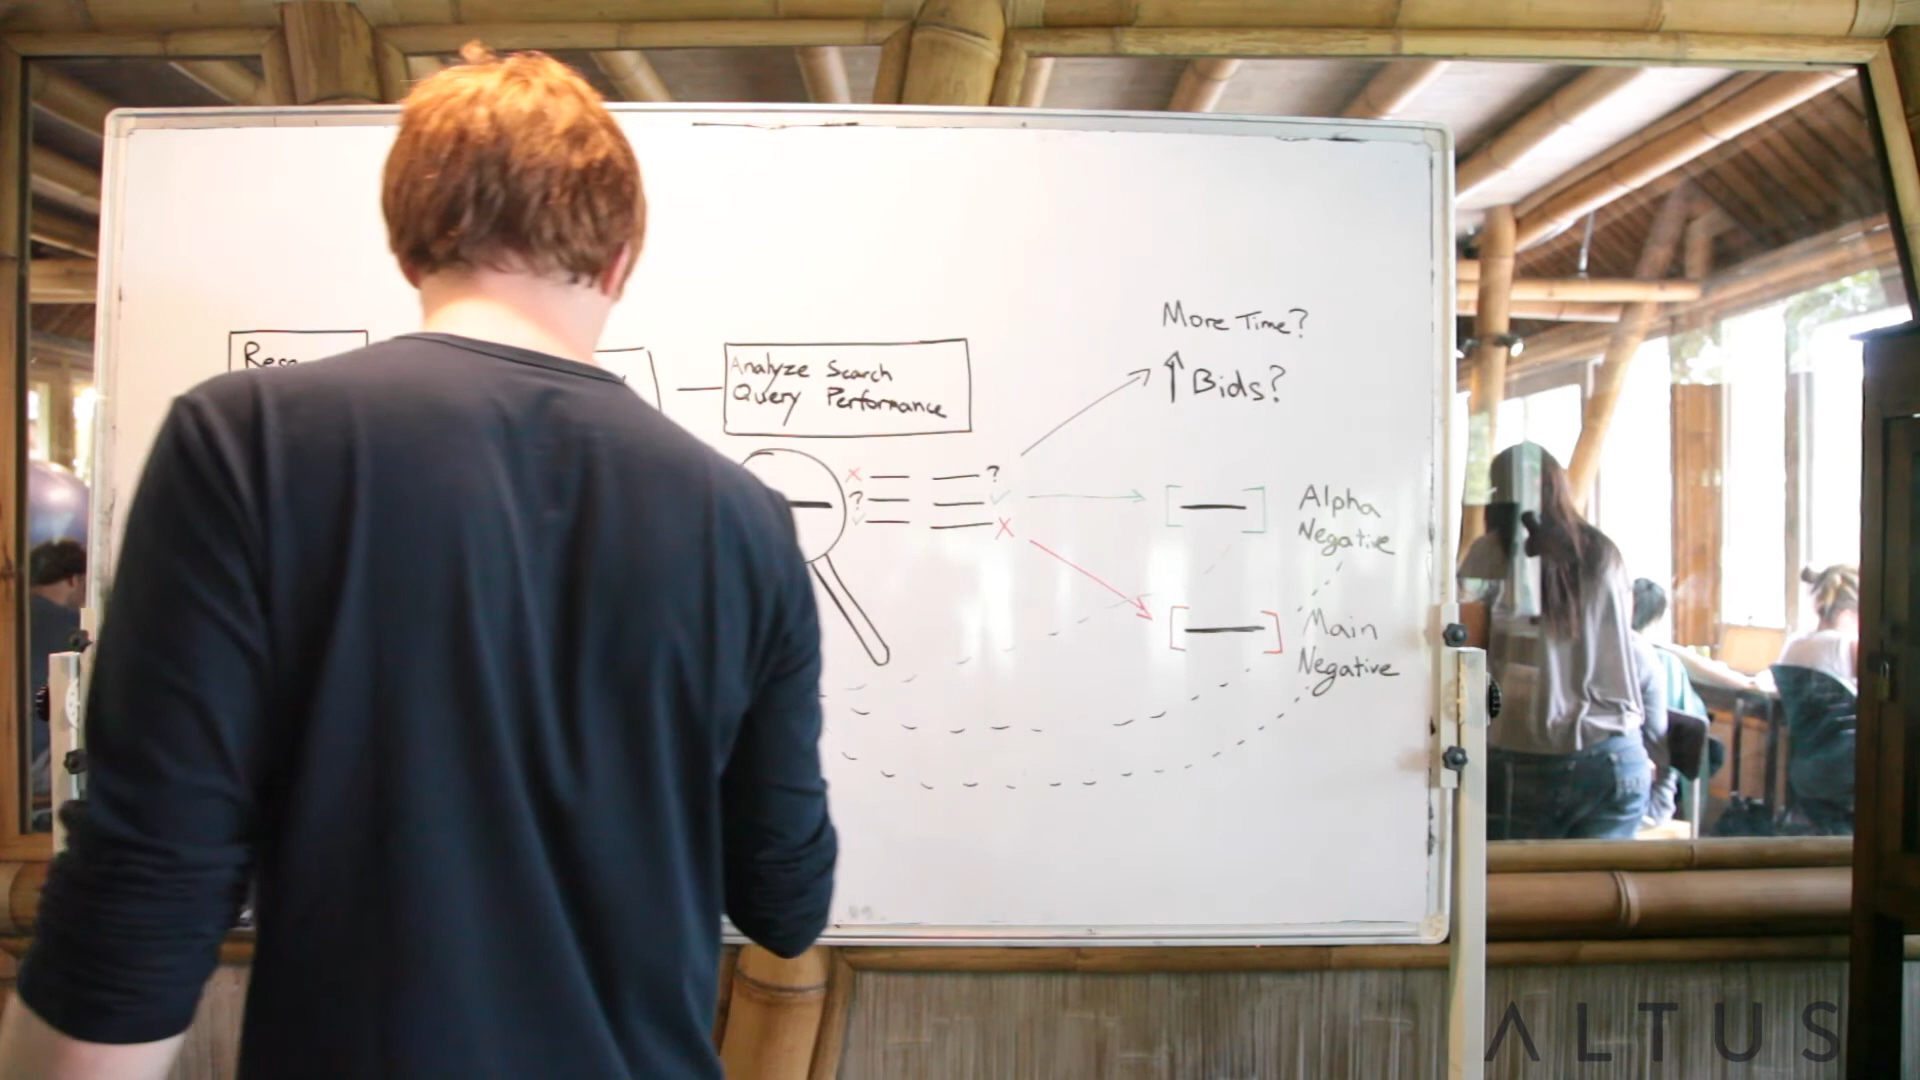 More Time?
↑ Bids?
Analyze Search
Query Performance
?
?
Alpha
Negative
Main
Negative
ALTUS